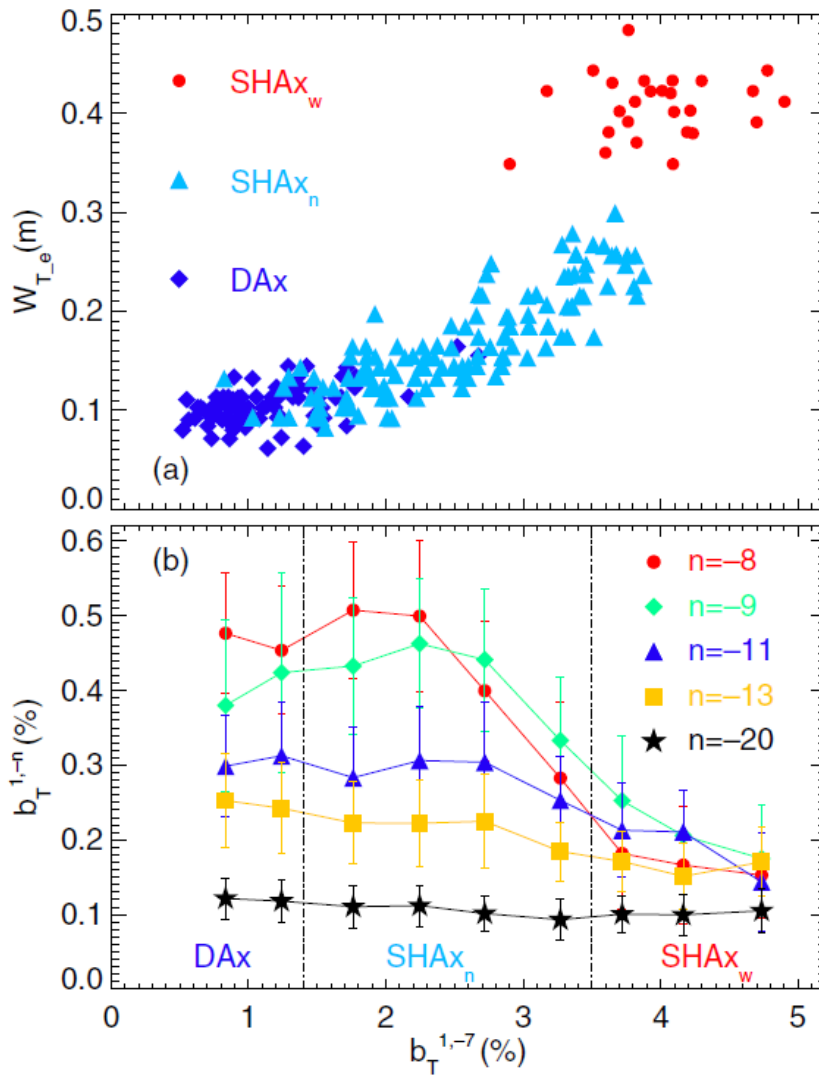 0.5
0.4
0.3
0.2
0.1
0.0
W_T_e(m)
SHAx_w
SHAx_n
DAx
(a)
0.6
0.5
0.4
0.3
0.2
0.1
0.0
b_T^1,–n (%)
(b)
n=–8
n=–9
n=–11
n=–13
n=–20
DAx SHAx_n SHAx_w
0 1 2 3 4 5
b_T^1,–7 (%)